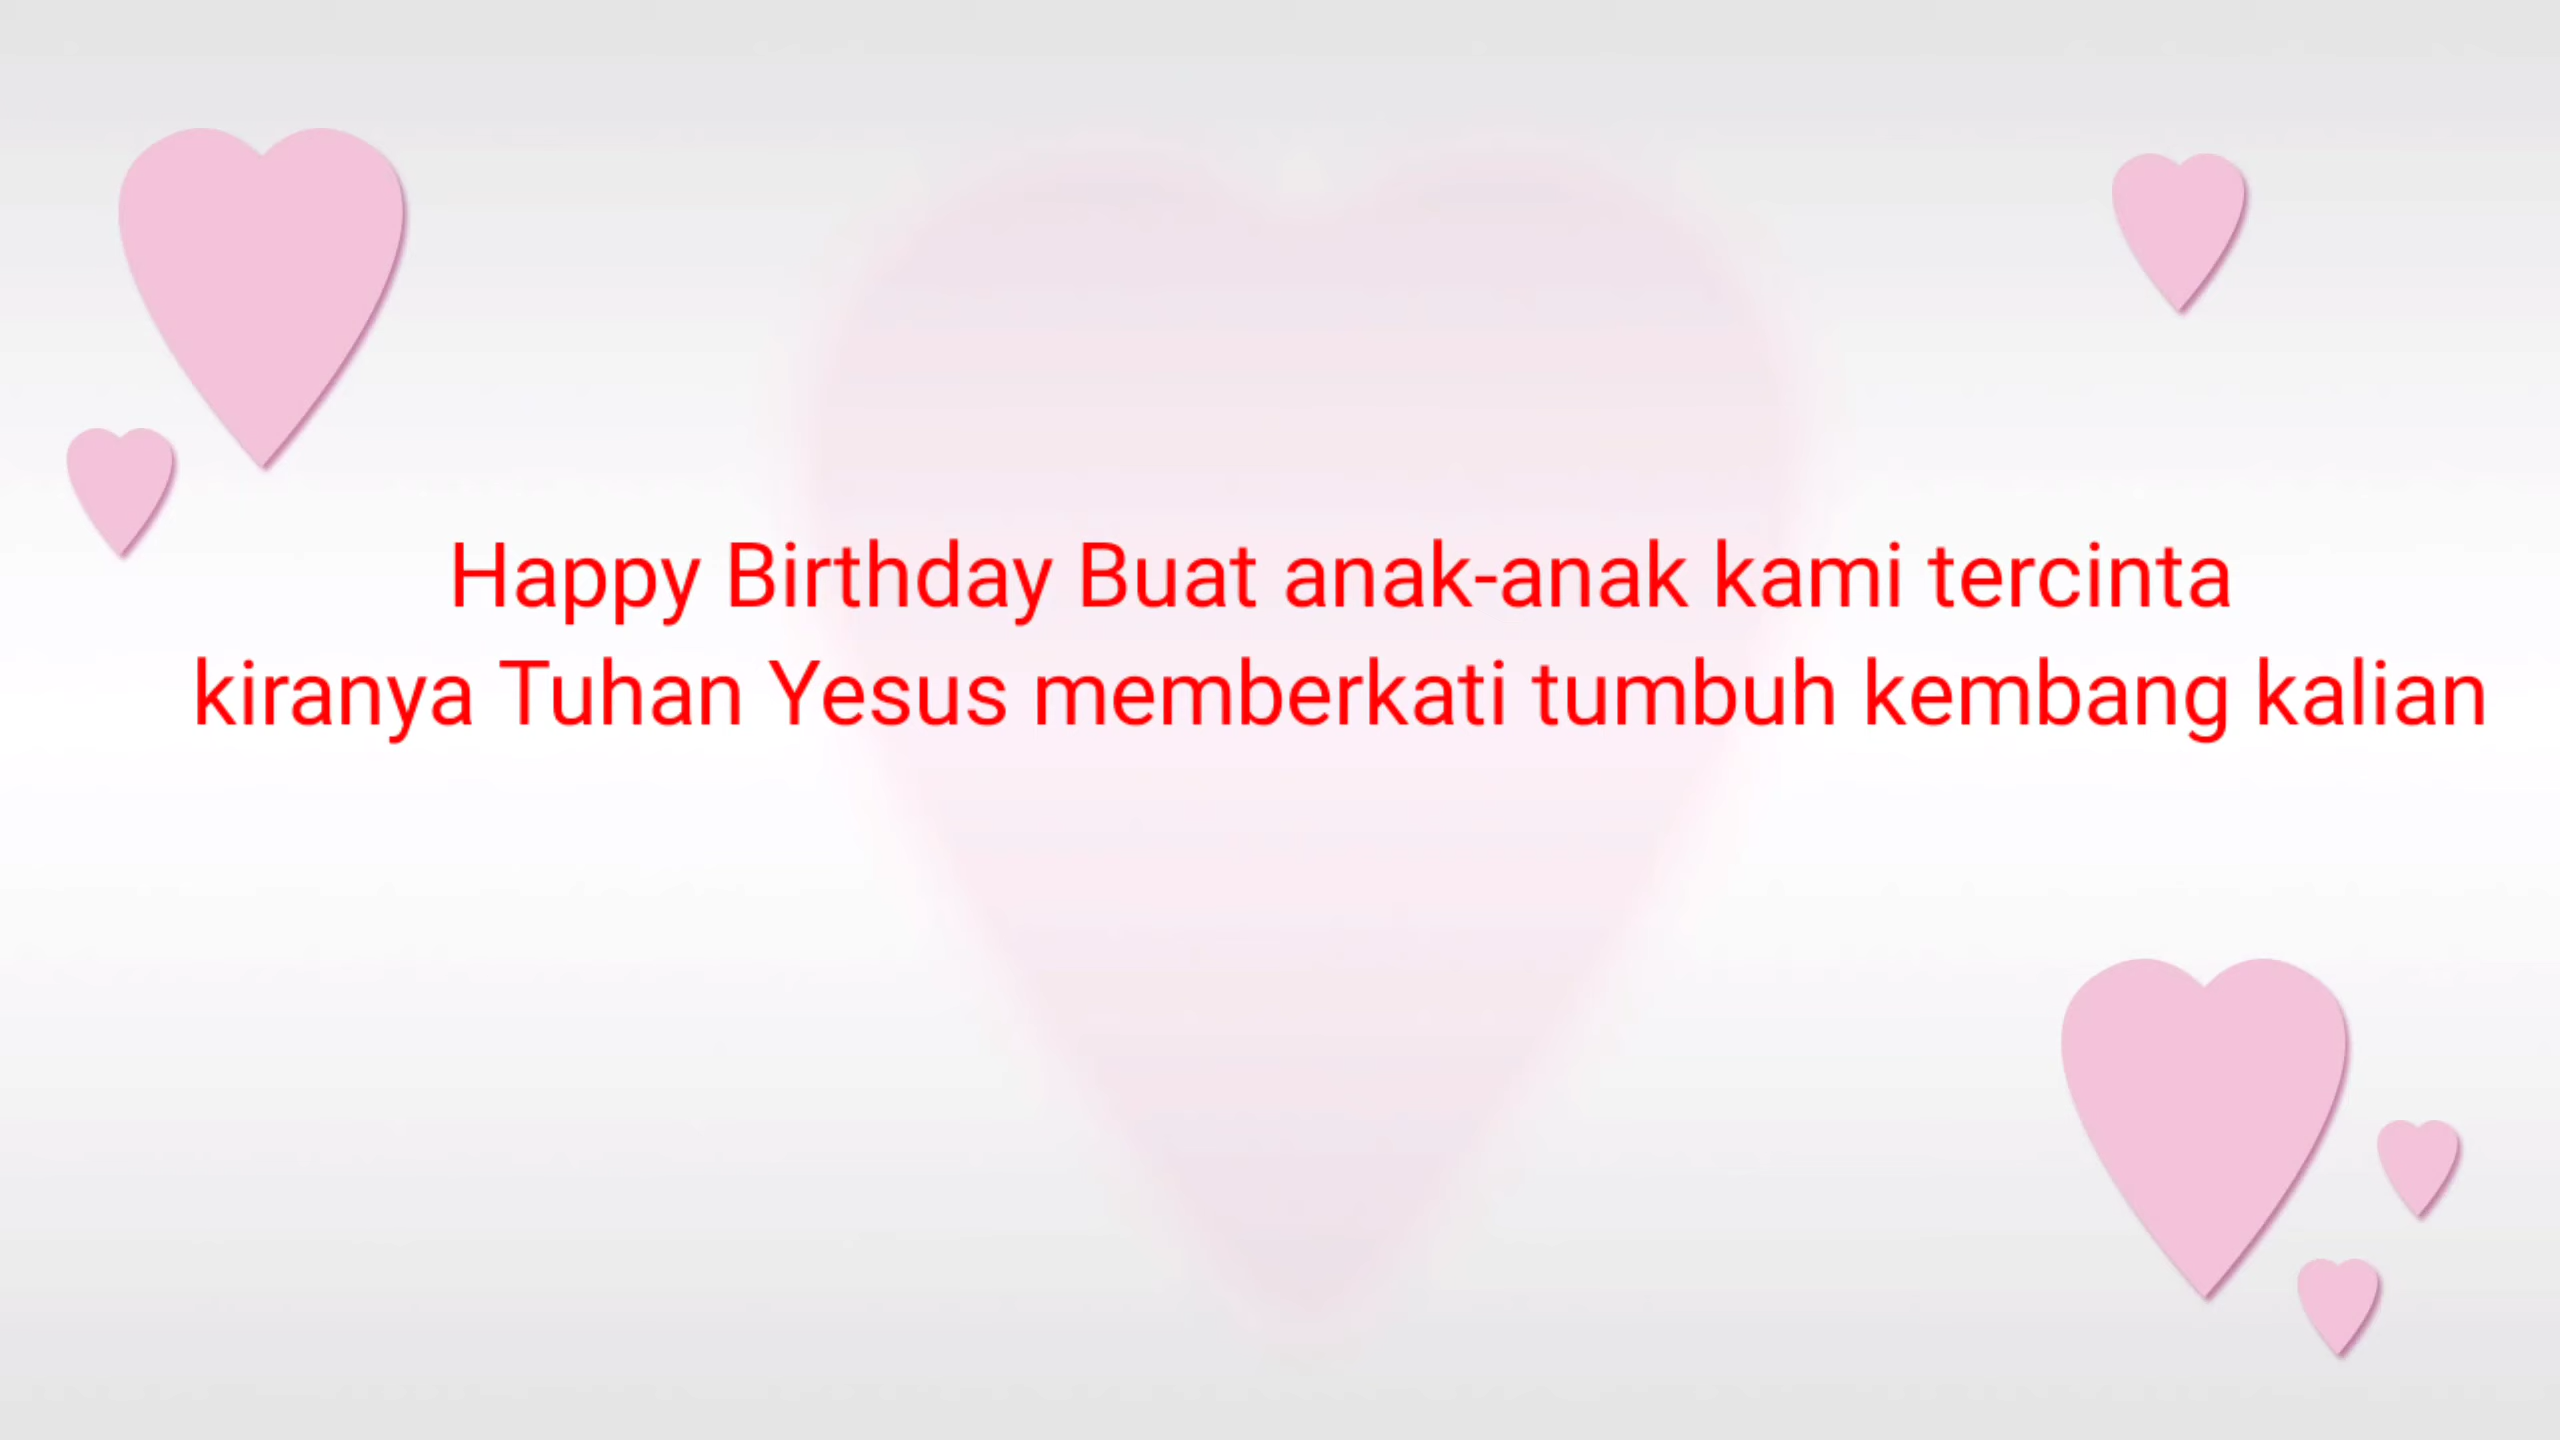 Happy Birthday Buat anak-anak kami tercinta
kiranya Tuhan Yesus memberkati tumbuh kembang kalian